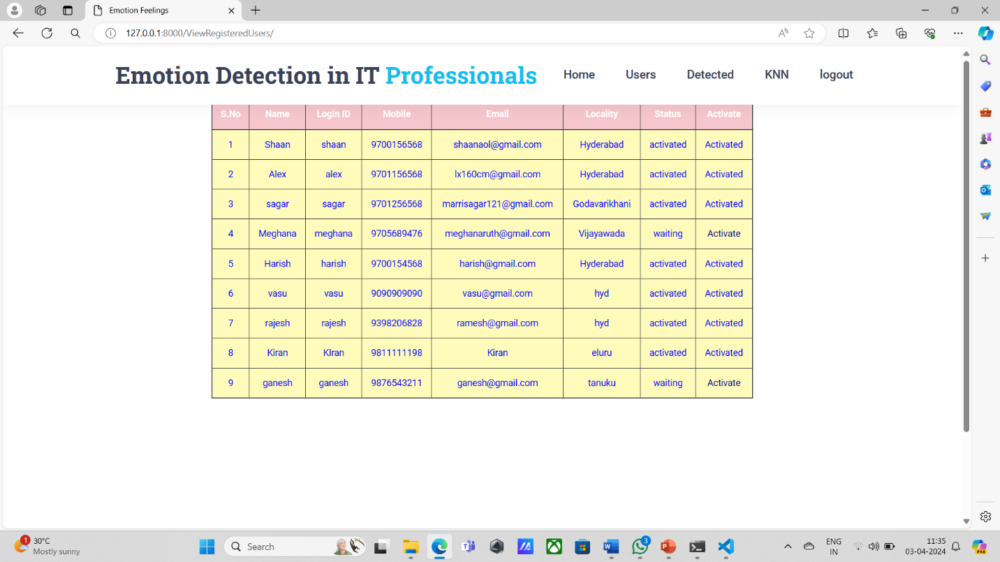 Emotion Feelings
127.0.0.1:8000/ViewRegisteredUsers/
Emotion Detection in IT Professionals Home Users Detected KNN logout
S.No Name Login ID Mobile Email Locality Status Activate
1 Shaan shaan 9700156568 shaanaol@gmail.com Hyderabad activated Activated
2 Alex alex 9701156568 lx160cm@gmail.com Hyderabad activated Activated
3 sagar sagar 9701256568 marrisagar121@gmail.com Godavarikhani activated Activated
4 Meghana meghana 9705689476 meghanaruth@gmail.com Vijayawada waiting Activate
5 Harish harish 9700154568 harish@gmail.com Hyderabad activated Activated
6 vasu vasu 9090909090 vasu@gmail.com hyd activated Activated
7 rajesh rajesh 9398206828 ramesh@gmail.com hyd activated Activated
8 Kiran KIran 9811111198 Kiran eluru activated Activated
9 ganesh ganesh 9876543211 ganesh@gmail.com tanuku waiting Activate
1 30°C
Mostly sunny
Search
3
ENG
IN
11:35
03-04-2024
PRE